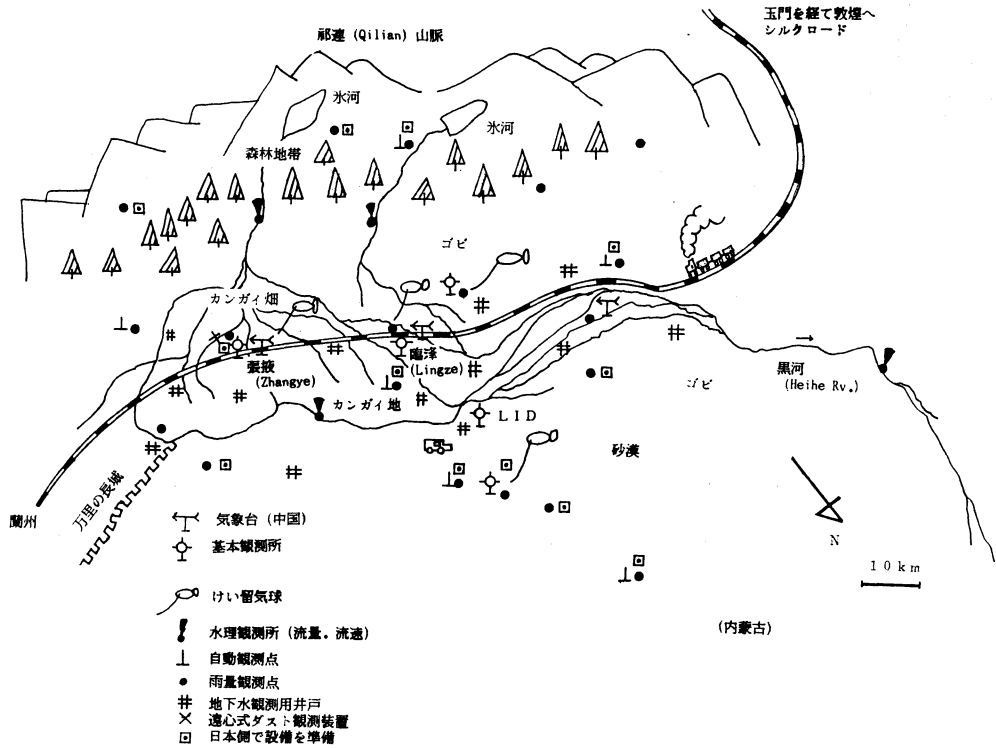 玉門を経て敦煌へ
シルクロード
祁連 (Qilian) 山脈
氷河
氷河
森林地帯
ゴビ
カンガイ畑
張掖
(Zhangye)
臨澤
(Lingze)
カンガイ地
LID
ゴビ
黒河
(Heihe Rv.)
砂漠
万里の長城
蘭州
N
10km
(内蒙古)
気象台 (中国)
基本観測所
けい留気球
水理観測所 (流量.流速)
自動観測点
雨量観測点
地下水観測用井戸
遠心式ダスト観測装置
日本側で設備を準備